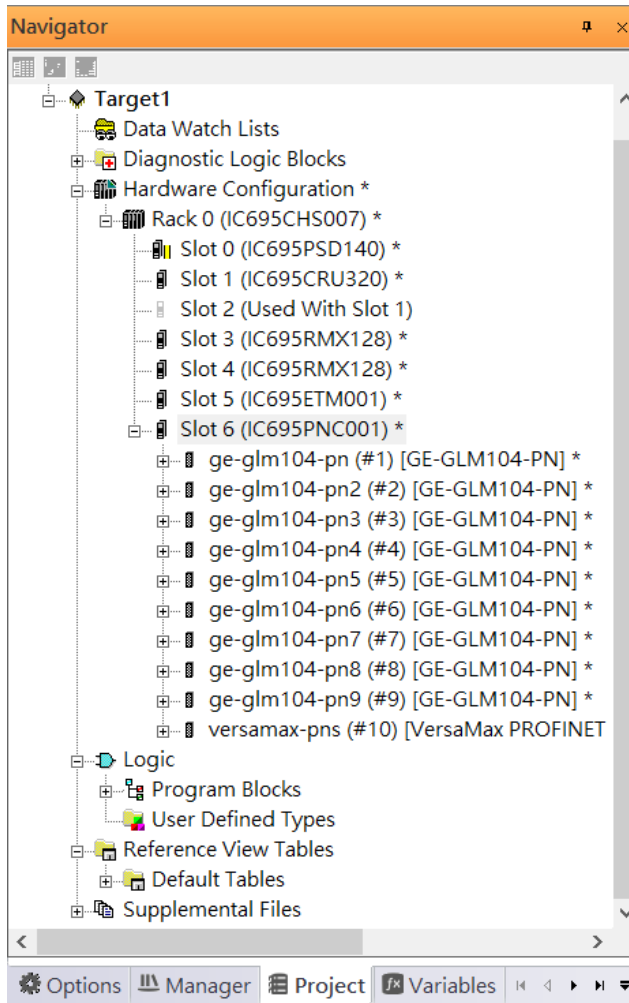 Navigator
Target1
Data Watch Lists
Diagnostic Logic Blocks
Hardware Configuration *
Rack 0 (IC695CHS007) *
Slot 0 (IC695PSD140) *
Slot 1 (IC695CRU320) *
Slot 2 (Used With Slot 1)
Slot 3 (IC695RMX128) *
Slot 4 (IC695RMX128) *
Slot 5 (IC695ETM001) *
Slot 6 (IC695PNC001) *
ge-glm104-pn (#1) [GE-GLM104-PN] *
ge-glm104-pn2 (#2) [GE-GLM104-PN] *
ge-glm104-pn3 (#3) [GE-GLM104-PN] *
ge-glm104-pn4 (#4) [GE-GLM104-PN] *
ge-glm104-pn5 (#5) [GE-GLM104-PN] *
ge-glm104-pn6 (#6) [GE-GLM104-PN] *
ge-glm104-pn7 (#7) [GE-GLM104-PN] *
ge-glm104-pn8 (#8) [GE-GLM104-PN] *
ge-glm104-pn9 (#9) [GE-GLM104-PN] *
versamax-pns (#10) [VersaMax PROFINET
Logic
Program Blocks
User Defined Types
Reference View Tables
Default Tables
Supplemental Files
Options Manager Project Variables